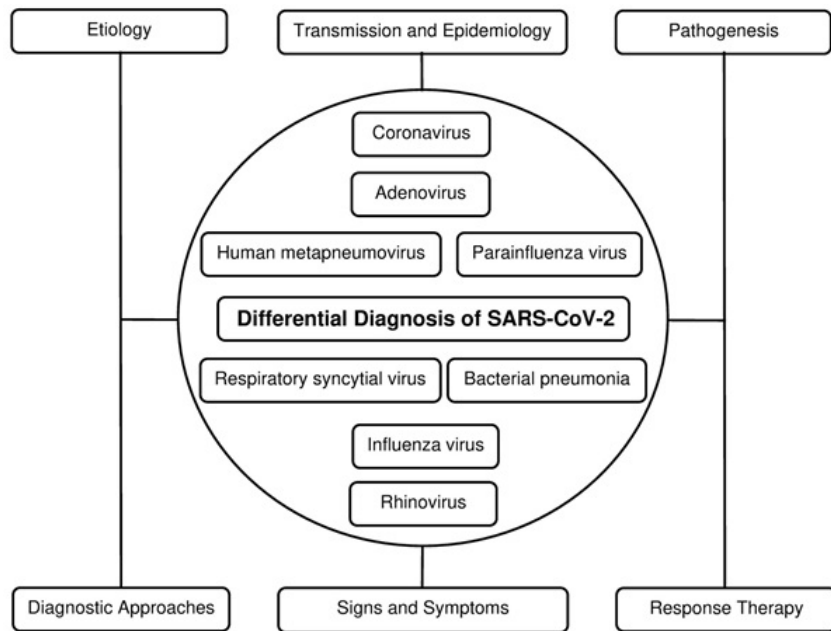 Etiology
Transmission and Epidemiology
Pathogenesis
Coronavirus
Adenovirus
Human metapneumovirus
Parainfluenza virus
Differential Diagnosis of SARS-CoV-2
Respiratory syncytial virus
Bacterial pneumonia
Influenza virus
Rhinovirus
Diagnostic Approaches
Signs and Symptoms
Response Therapy